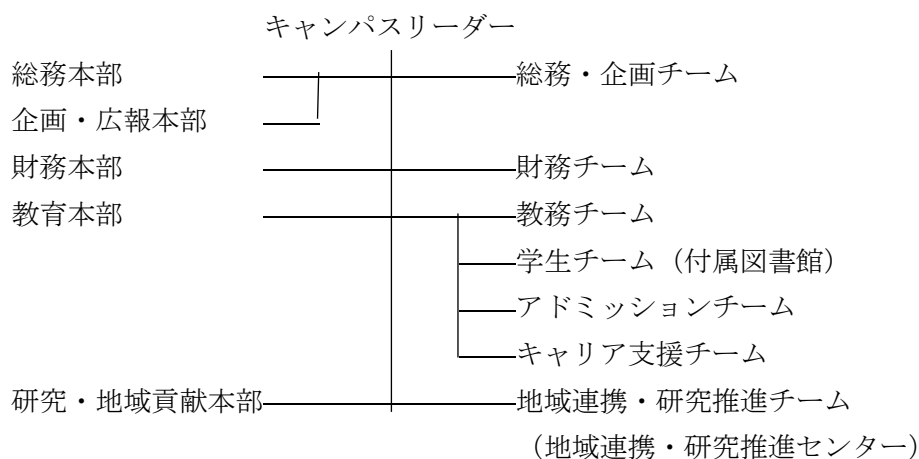 キャンパスリーダー
総務本部 総務・企画チーム
企画・広報本部
財務本部 財務チーム
教育本部 教務チーム
学生チーム（付属図書館）
アドミッションチーム
キャリア支援チーム
研究・地域貢献本部 地域連携・研究推進チーム
（地域連携・研究推進センター）